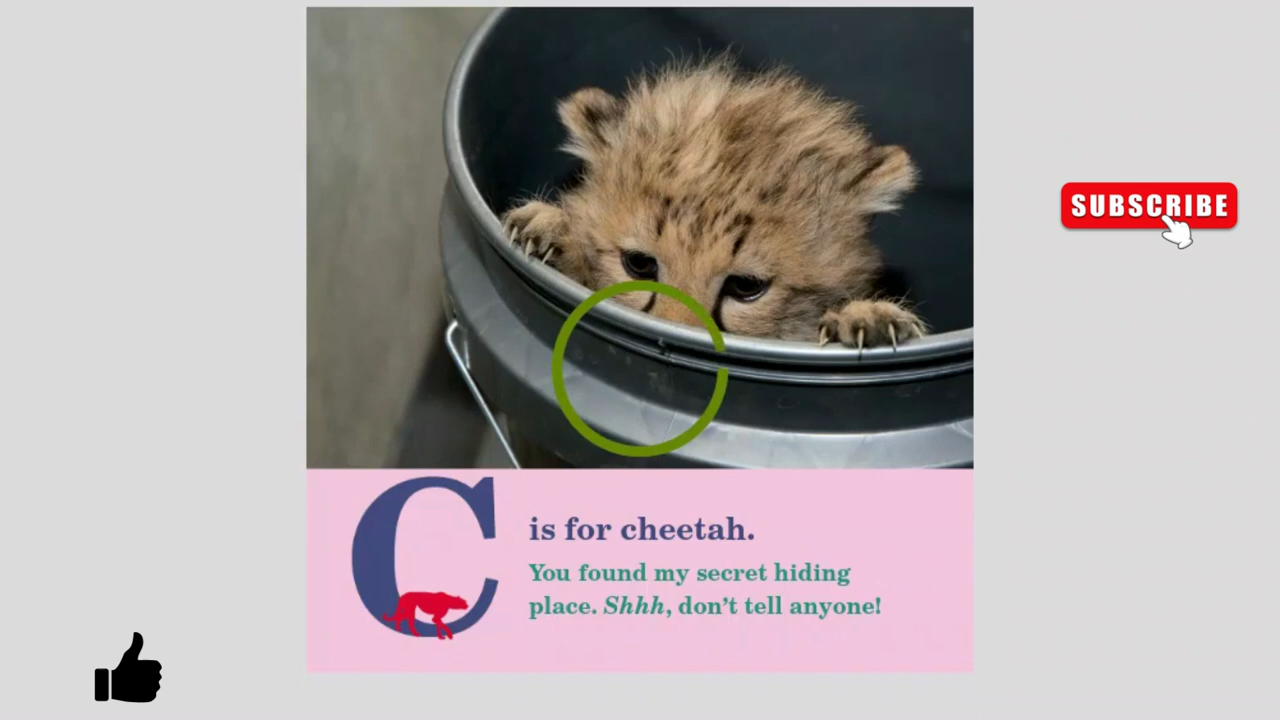 SUBSCRIBE
C is for cheetah.
You found my secret hiding
place. Shhh, don't tell anyone!